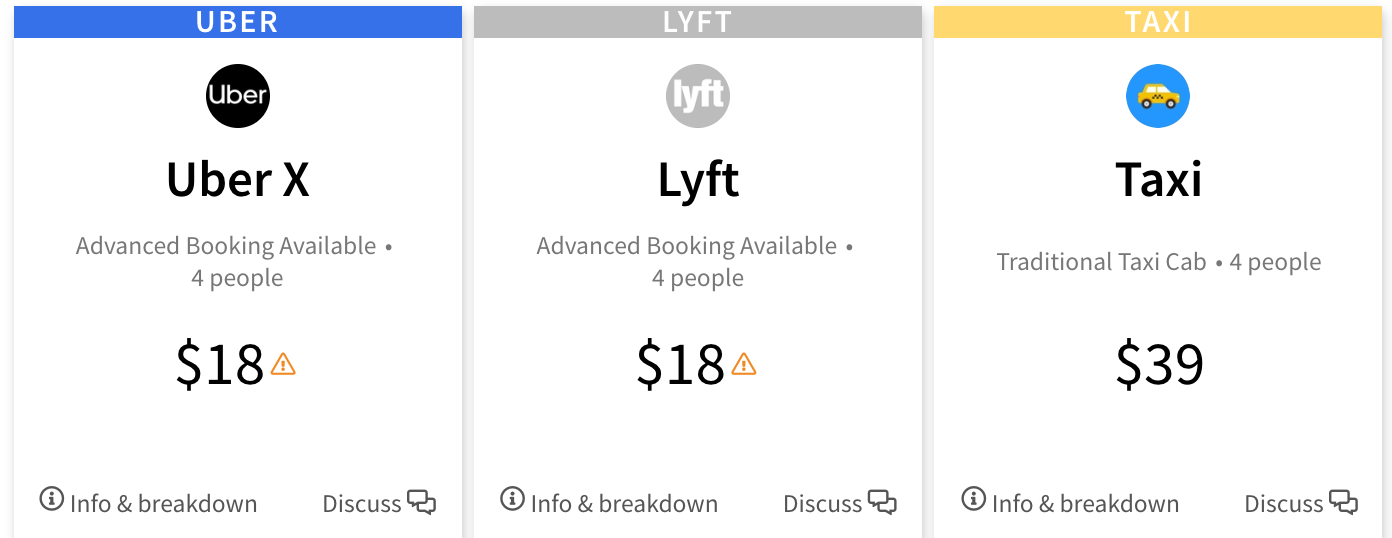 UBER
Uber
Uber X
Advanced Booking Available •
4 people
$18
Info & breakdown
Discuss
LYFT
lyft
Lyft
Advanced Booking Available •
4 people
$18
Info & breakdown
Discuss
TAXI
Taxi
Traditional Taxi Cab • 4 people
$39
Info & breakdown
Discuss